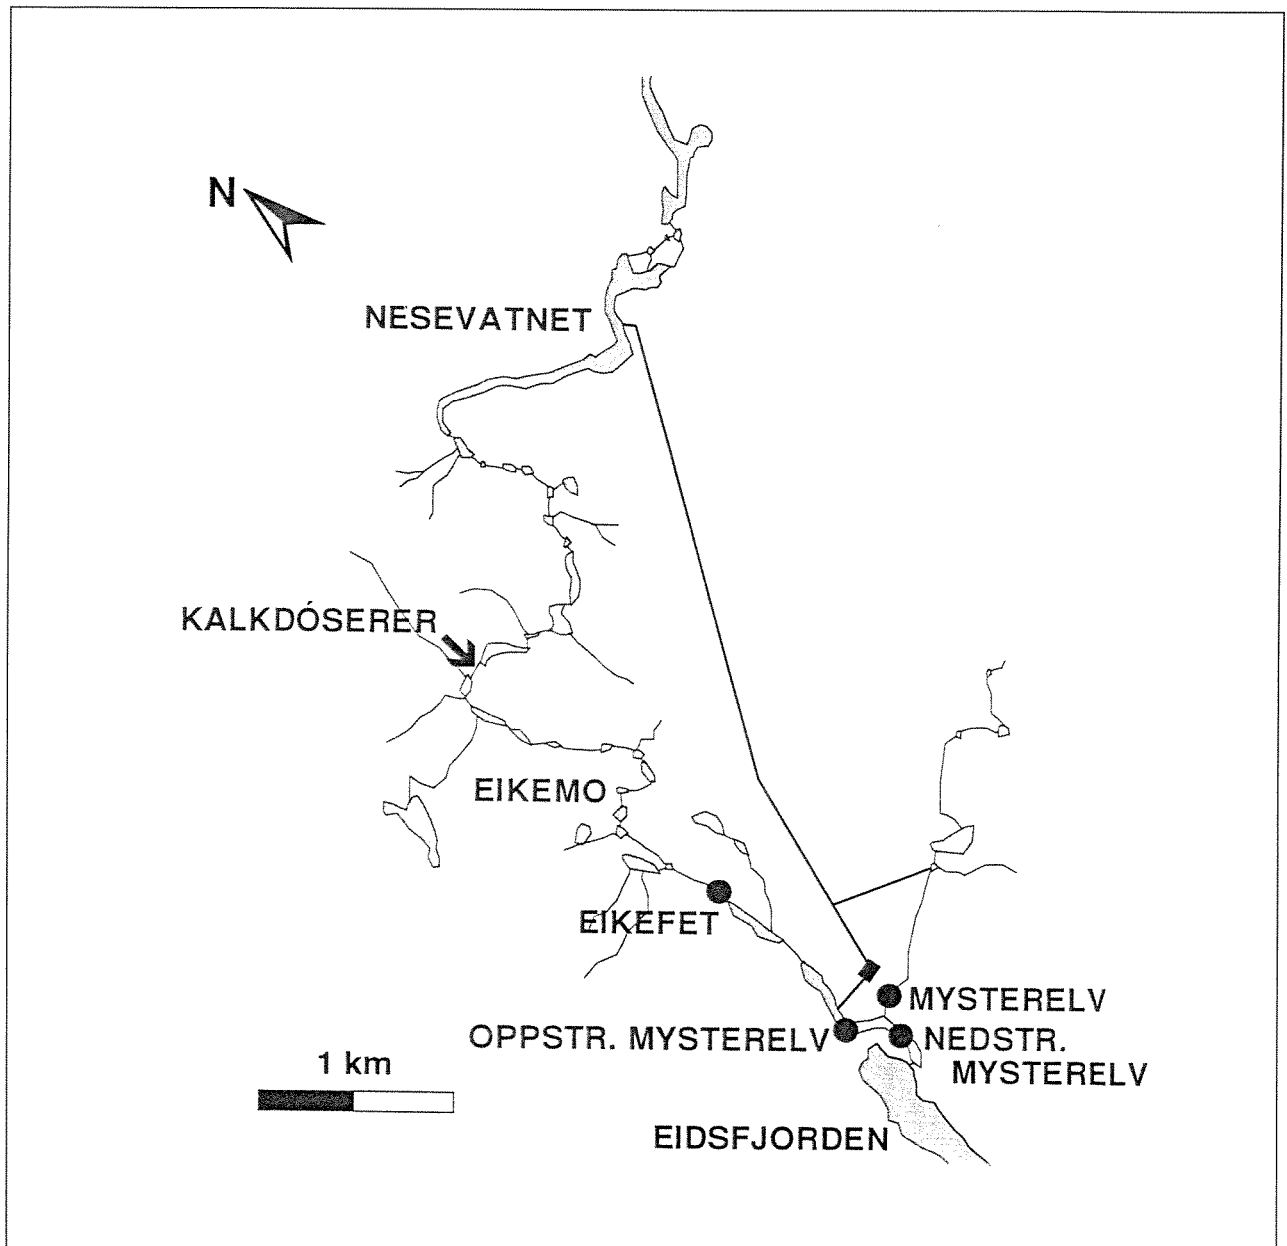 N
NESEVATNET
KALKDÓSERER
EIKEMO
EIKEFET
MYSTERELV
OPPSTR. MYSTERELV
NEDSTR.
MYSTERELV
1 km
EIDSFJORDEN